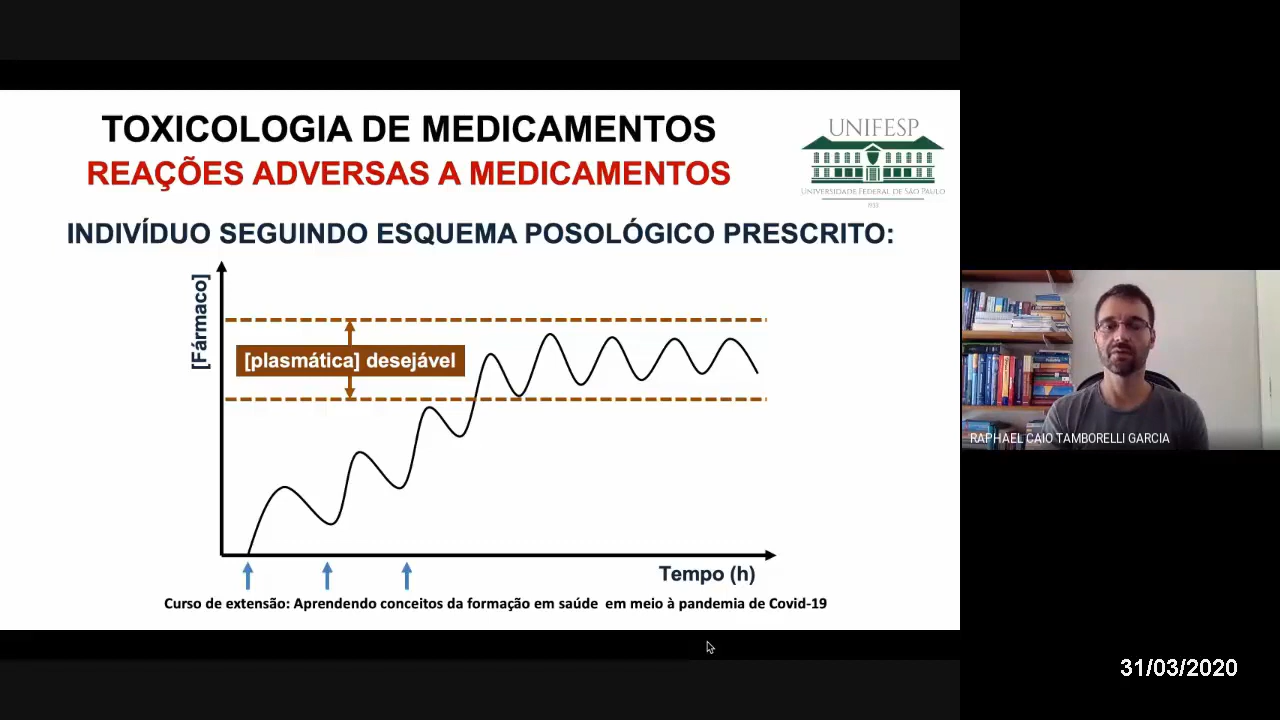 TOXICOLOGIA DE MEDICAMENTOS
REAÇÕES ADVERSAS A MEDICAMENTOS
UNIFESP
UNIVERSIDADE FEDERAL DE SÃO PAULO
1933
INDIVÍDUO SEGUINDO ESQUEMA POSOLÓGICO PRESCRITO:
[Fármaco]
[plasmática] desejável
Tempo (h)
Curso de extensão: Aprendendo conceitos da formação em saúde em meio à pandemia de Covid-19
RAPHAEL CAIO TAMBORELLI GARCIA
31/03/2020